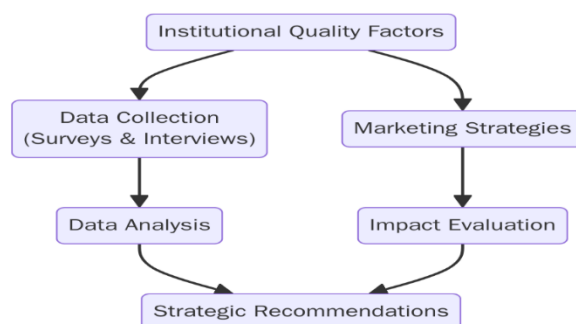 Institutional Quality Factors
Data Collection
(Surveys & Interviews)
Marketing Strategies
Data Analysis
Impact Evaluation
Strategic Recommendations